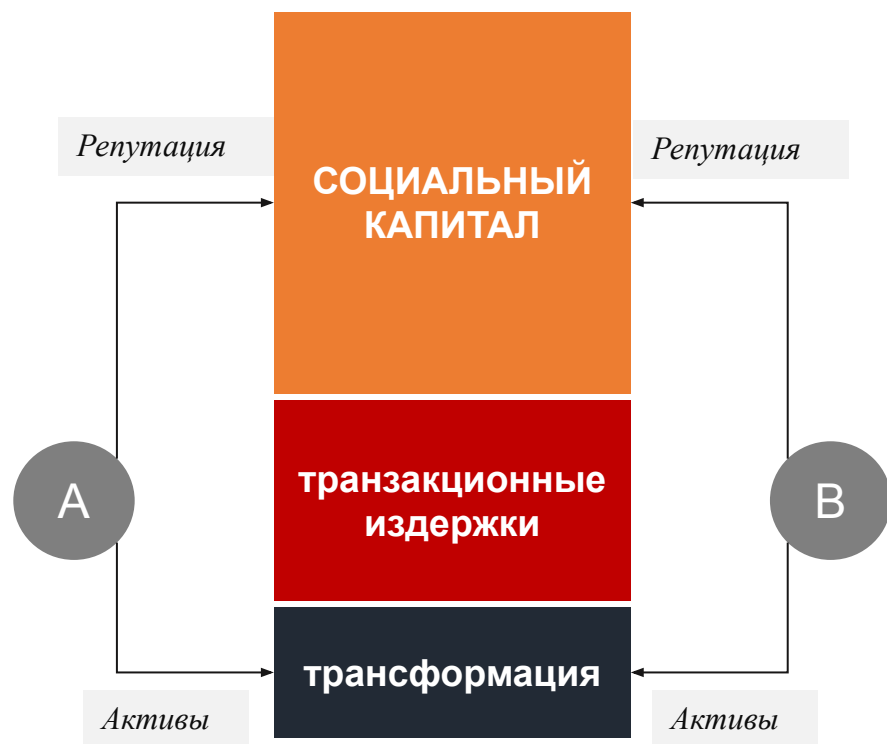 Репутация
Репутация
СОЦИАЛЬНЫЙ
КАПИТАЛ
A
транзакционные
издержки
B
трансформация
Активы
Активы